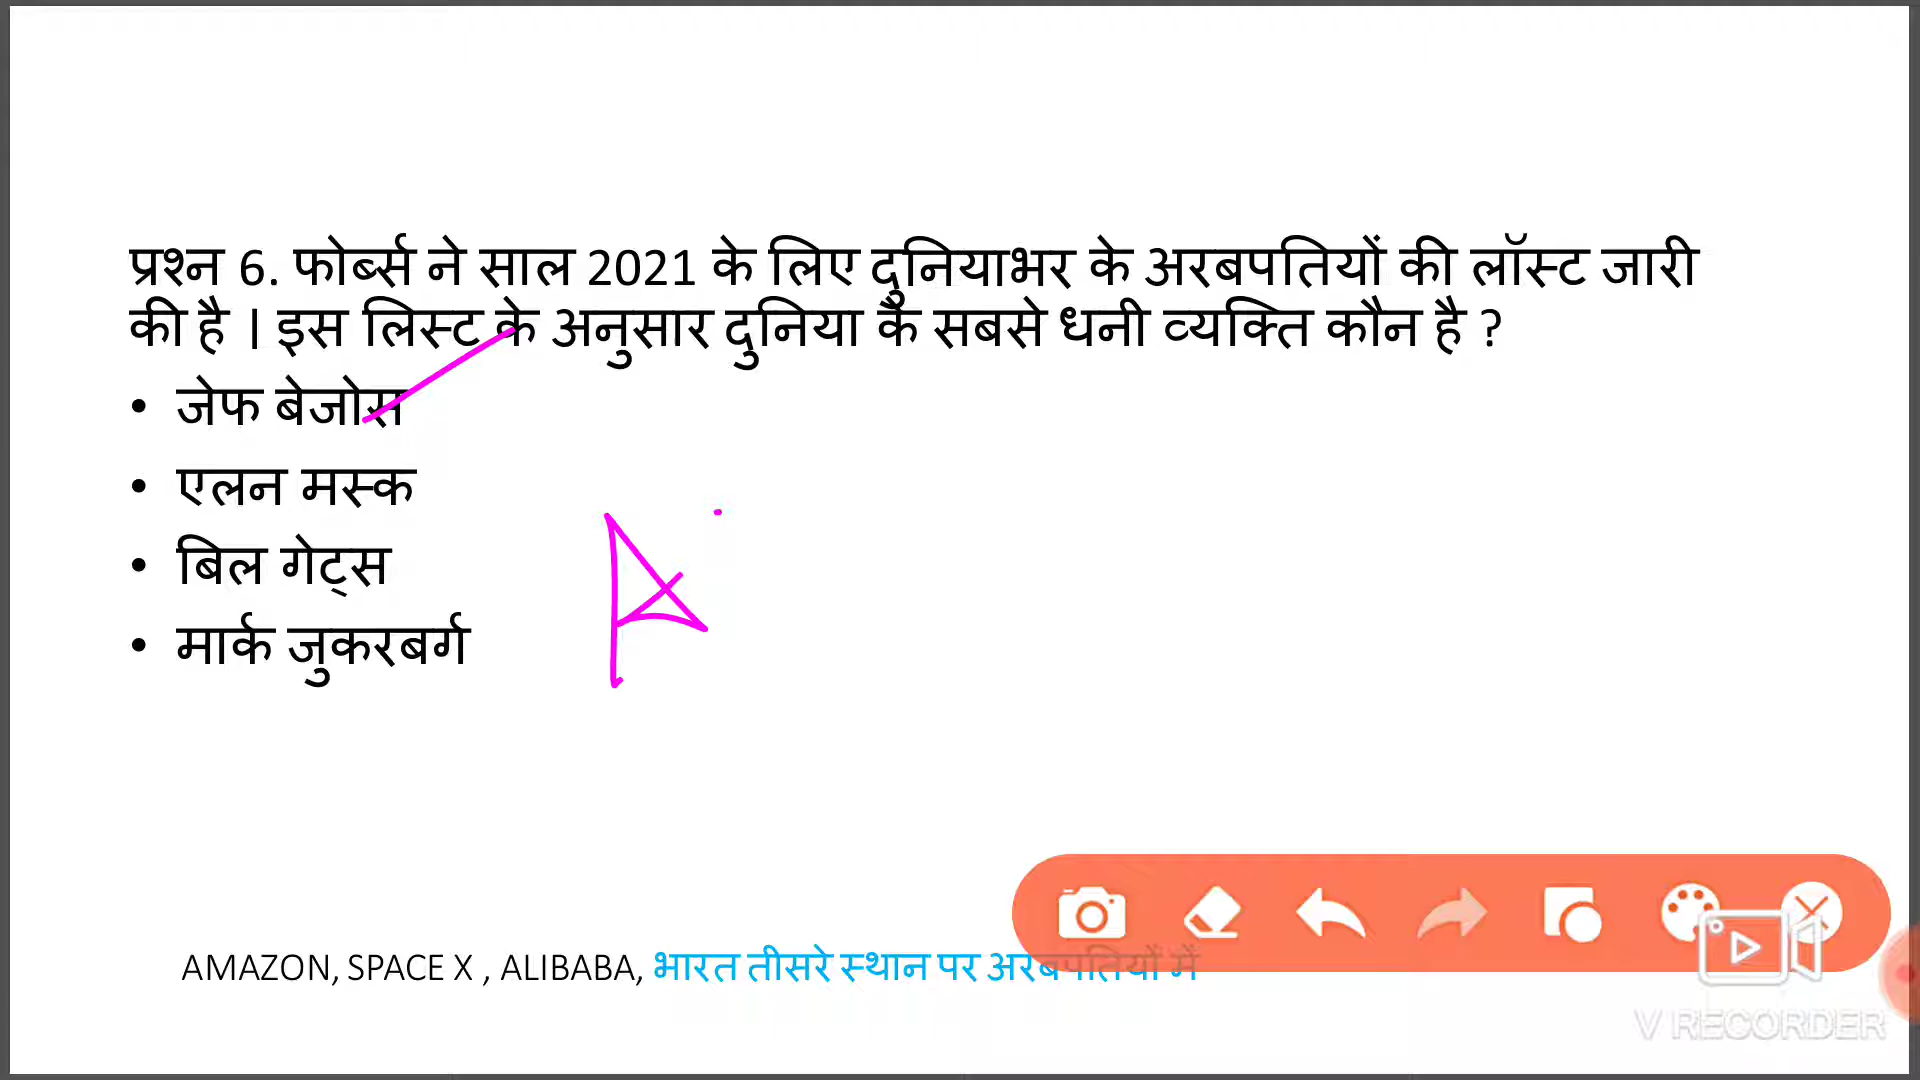 प्रश्न 6. फोर्ब्स ने साल 2021 के लिए दुनियाभर के अरबपतियों की लॉस्ट जारी
की है । इस लिस्ट के अनुसार दुनिया के सबसे धनी व्यक्ति कौन है ?
• जेफ बेजोस
• एलन मस्क
• बिल गेट्स
• मार्क जुकरबर्ग
A
AMAZON, SPACE X , ALIBABA, भारत तीसरे स्थान पर अरबपतियों में
V RECORDER